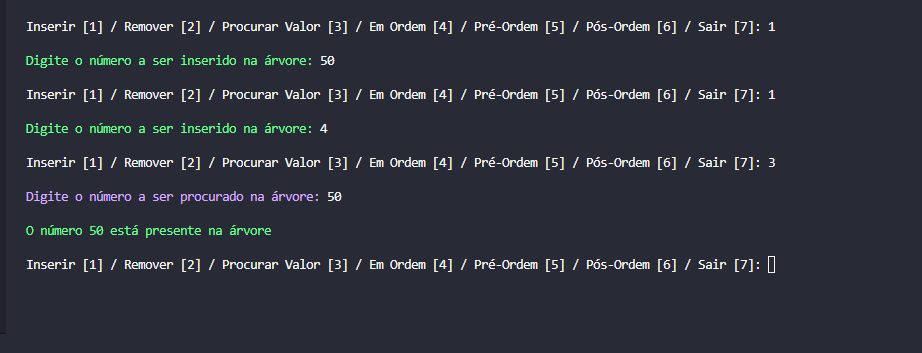 Inserir [1] / Remover [2] / Procurar Valor [3] / Em Ordem [4] / Pré-Ordem [5] / Pós-Ordem [6] / Sair [7]: 1
Digite o número a ser inserido na árvore: 50
Inserir [1] / Remover [2] / Procurar Valor [3] / Em Ordem [4] / Pré-Ordem [5] / Pós-Ordem [6] / Sair [7]: 1
Digite o número a ser inserido na árvore: 4
Inserir [1] / Remover [2] / Procurar Valor [3] / Em Ordem [4] / Pré-Ordem [5] / Pós-Ordem [6] / Sair [7]: 3
Digite o número a ser procurado na árvore: 50
O número 50 está presente na árvore
Inserir [1] / Remover [2] / Procurar Valor [3] / Em Ordem [4] / Pré-Ordem [5] / Pós-Ordem [6] / Sair [7]: